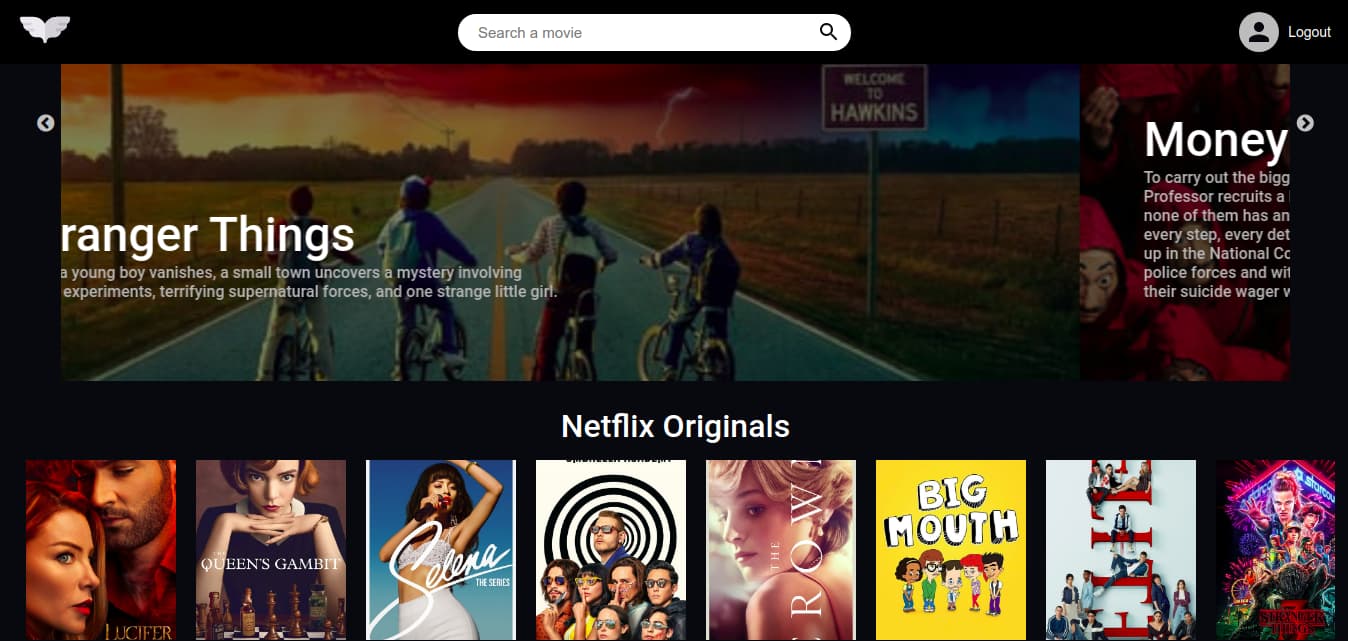 Search a movie
Logout
WELCOME
TO
HAWKINS
ranger Things
a young boy vanishes, a small town uncovers a mystery involving
experiments, terrifying supernatural forces, and one strange little girl.
Money
To carry out the bigg
Professor recruits a
none of them has an
every step, every det
up in the National Co
police forces and wit
their suicide wager w
Netflix Originals
LUCIFER
THE
QUEEN'S GAMBIT
Selena
THE SERIES
UMBRELLA ACADEMY
THE
CROWN
BIG
MOUTH
ELITE
STRANGER
THINGS